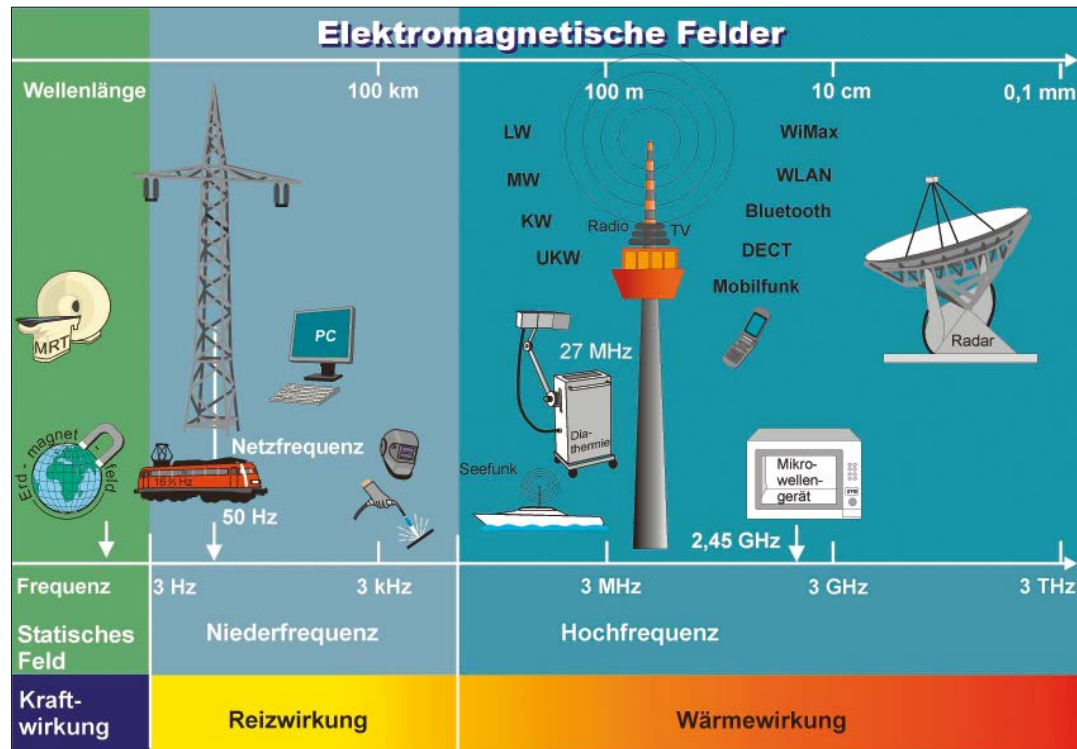 Elektromagnetische Felder
Wellenlänge
100 km
100 m
10 cm
0,1 mm
LW
MW
KW
UKW
Radio
TV
WiMax
WLAN
Bluetooth
DECT
Mobilfunk
MRT
PC
27 MHz
Radar
Erd-magnet-feld
Netzfrequenz
16⅔ Hz
50 Hz
Dia-
thermie
Seefunk
Mikro-
wellen-
gerät
2,45 GHz
Frequenz
3 Hz
3 kHz
3 MHz
3 GHz
3 THz
Statisches
Feld
Niederfrequenz
Hochfrequenz
Kraft-
wirkung
Reizwirkung
Wärmewirkung